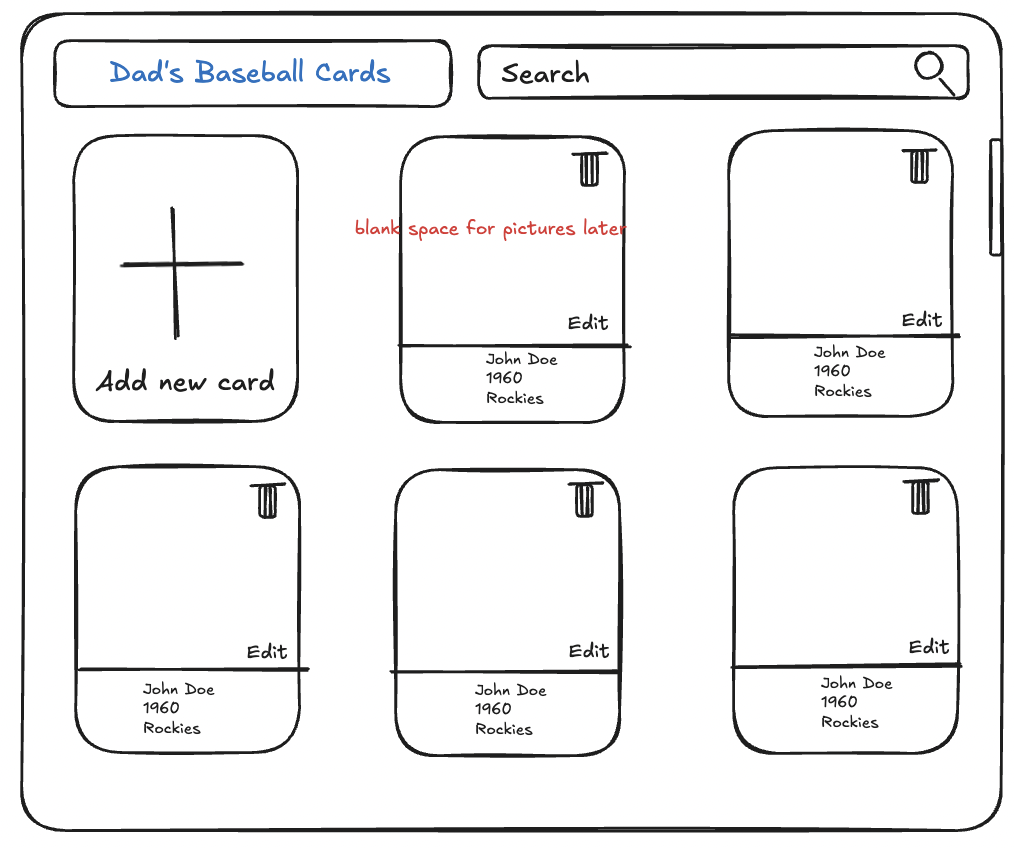 Dad's Baseball Cards
Search
Add new card
blank space for pictures later
Edit
John Doe
1960
Rockies
Edit
John Doe
1960
Rockies
Edit
John Doe
1960
Rockies
Edit
John Doe
1960
Rockies
Edit
John Doe
1960
Rockies